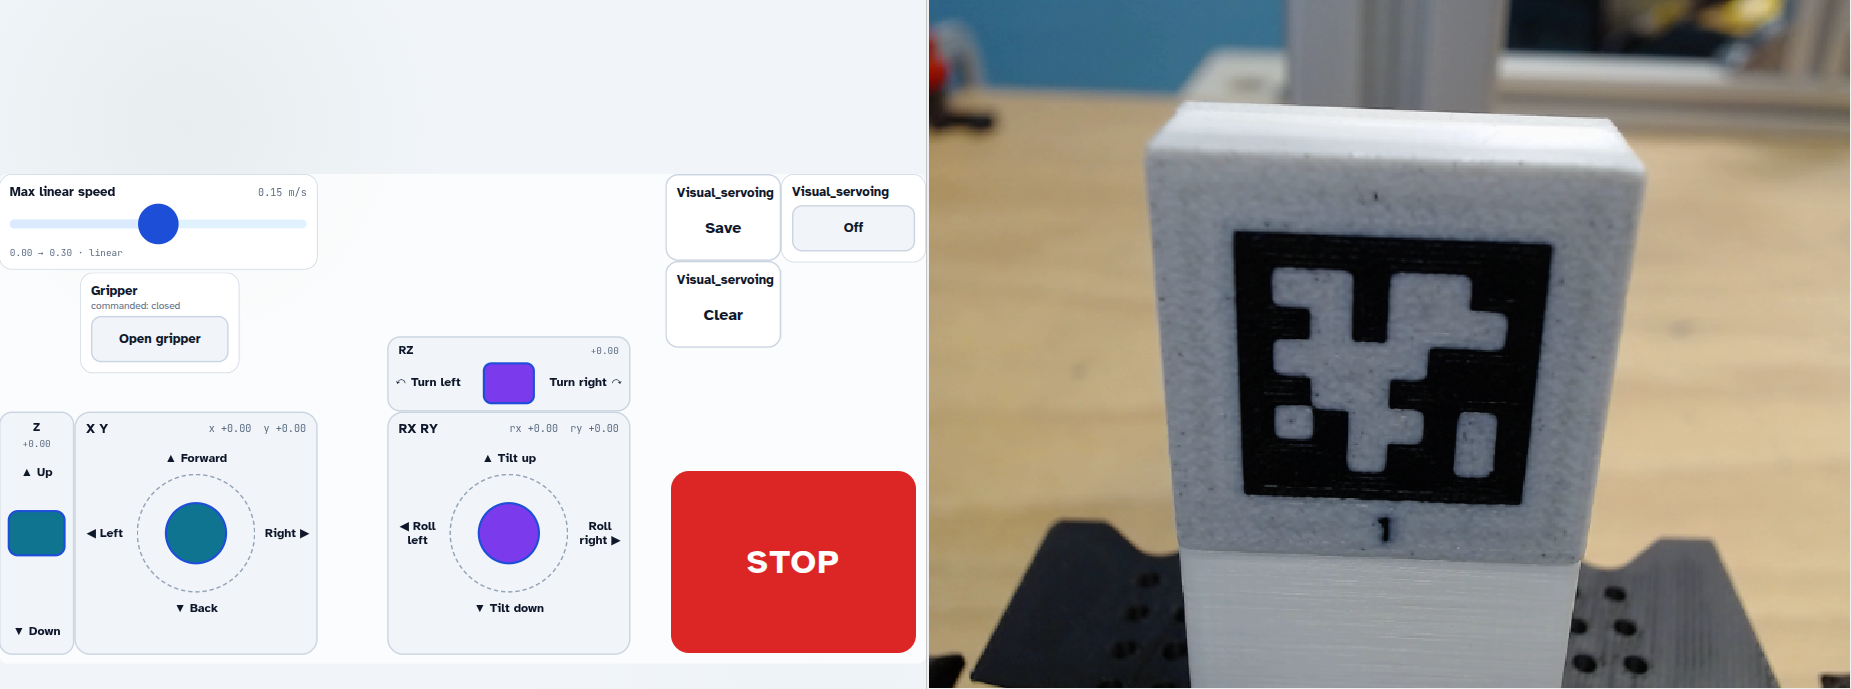 Max linear speed 0.15 m/s
0.00 → 0.30 · linear
Gripper
commanded: closed
Open gripper
Visual_servoing
Save
Visual_servoing
Off
Visual_servoing
Clear
RZ +0.00
↶ Turn left
Turn right ↷
Z
+0.00
▲ Up
▼ Down
X Y x +0.00 y +0.00
▲ Forward
◀ Left
Right ▶
▼ Back
RX RY rx +0.00 ry +0.00
▲ Tilt up
◀ Roll
left
Roll
right ▶
▼ Tilt down
STOP
1